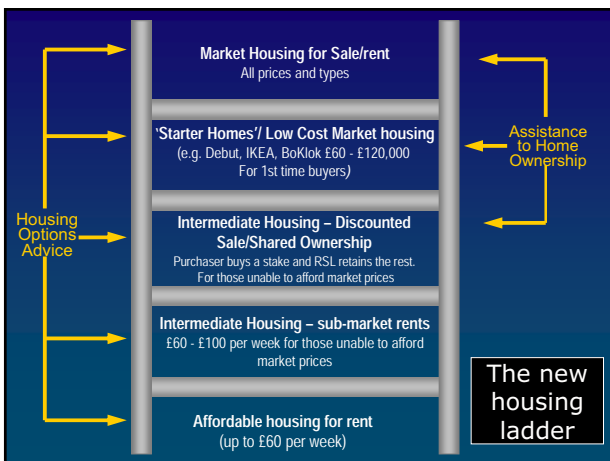 Market Housing for Sale/rent
All prices and types
'Starter Homes'/ Low Cost Market housing
(e.g. Debut, IKEA, BoKlok £60 - £120,000
For 1st time buyers)
Assistance
to Home
Ownership
Housing
Options
Advice
Intermediate Housing – Discounted
Sale/Shared Ownership
Purchaser buys a stake and RSL retains the rest.
For those unable to afford market prices
Intermediate Housing – sub-market rents
£60 - £100 per week for those unable to afford
market prices
Affordable housing for rent
(up to £60 per week)
The new
housing
ladder